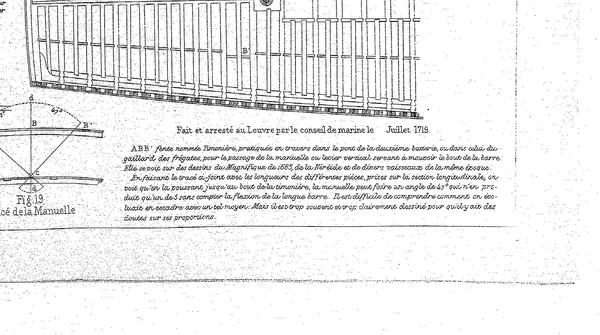 B'
d
B B'
c
d
Fig.19
cé de la Manuelle
Fait et arresté au Louvre par le conseil de marine le Juillet 1719.
ABB' fente nomméé Timonière, pratiquée en travers dans le pont de la deuxième batterie, ou dans celui du
gaillard des frégates, pour le passage de la manuelle ou levier vertical servant à mouvoir le bout de la barre.
Elle se voit sur des dessins du Magnifique de 1685, de la Néréide et de divers vaisseaux de la même époque.
En faisant le tracé ci-joint avec les longueurs des différentes pièces, prises sur la section longitudinale, on
voit qu'en la poussant jusqu'au bout de la timonière, la manuelle peut faire un angle de 47° qui n'en pro-
duit qu'un de 5 sans compter la flexion de la longue barre. Il est difficile de comprendre comment on évo-
luait en escadre avec un tel moyen. Mais il est trop souvent et trop clairement dessiné pour qu'il y ait des
doutes sur ses proportions.